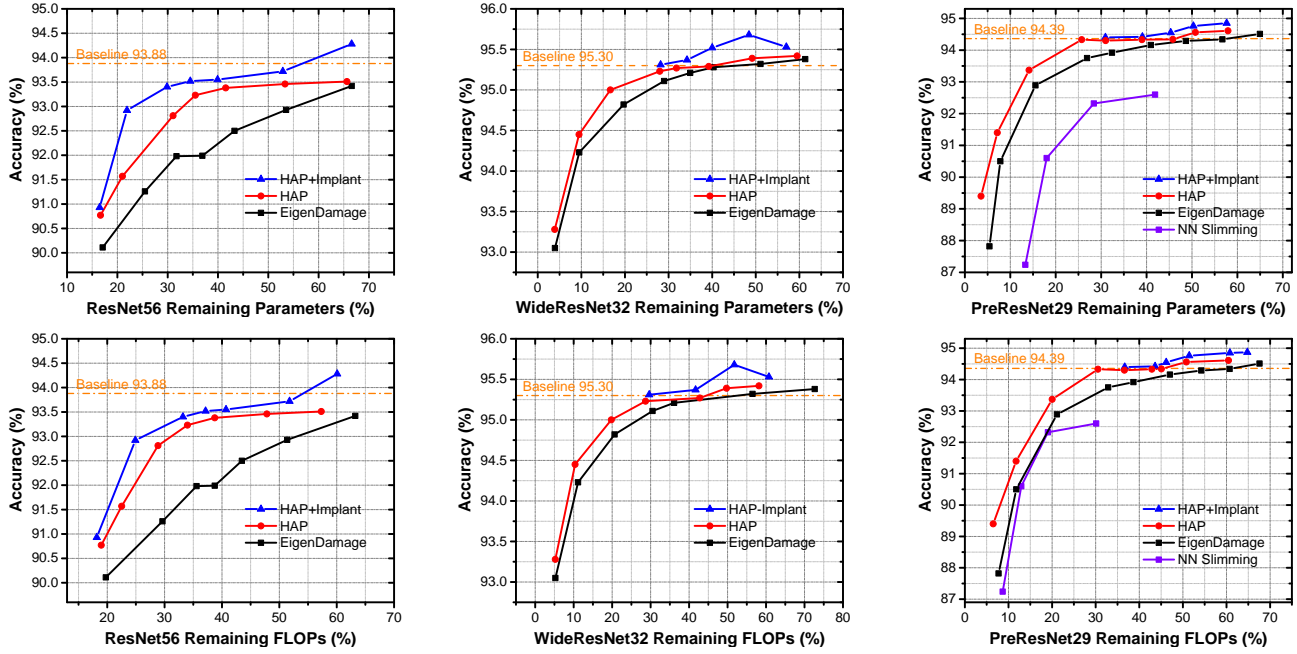 95.0
94.5
94.0
93.5
93.0
92.5
92.0
91.5
91.0
90.5
90.0
Accuracy (%)
Baseline 93.88
HAP+Implant
HAP
EigenDamage
10 20 30 40 50 60 70
ResNet56 Remaining Parameters (%)
96.0
95.5
95.0
94.5
94.0
93.5
93.0
Accuracy (%)
Baseline 95.30
HAP+Implant
HAP
EigenDamage
0 10 20 30 40 50 60 70
WideResNet32 Remaining Parameters (%)
95
94
93
92
91
90
89
88
87
Accuracy (%)
Baseline 94.39
HAP+Implant
HAP
EigenDamage
NN Slimming
0 10 20 30 40 50 60 70
PreResNet29 Remaining Parameters (%)
95.0
94.5
94.0
93.5
93.0
92.5
92.0
91.5
91.0
90.5
90.0
Accuracy (%)
Baseline 93.88
HAP+Implant
HAP
EigenDamage
20 30 40 50 60 70
ResNet56 Remaining FLOPs (%)
96.0
95.5
95.0
94.5
94.0
93.5
93.0
Accuracy (%)
Baseline 95.30
HAP-Implant
HAP
EigenDamage
0 10 20 30 40 50 60 70 80
WideResNet32 Remaining FLOPs (%)
95
94
93
92
91
90
89
88
87
Accuracy (%)
Baseline 94.39
HAP+Implant
HAP
EigenDamage
NN Slimming
0 10 20 30 40 50 60 70
PreResNet29 Remaining FLOPs (%)